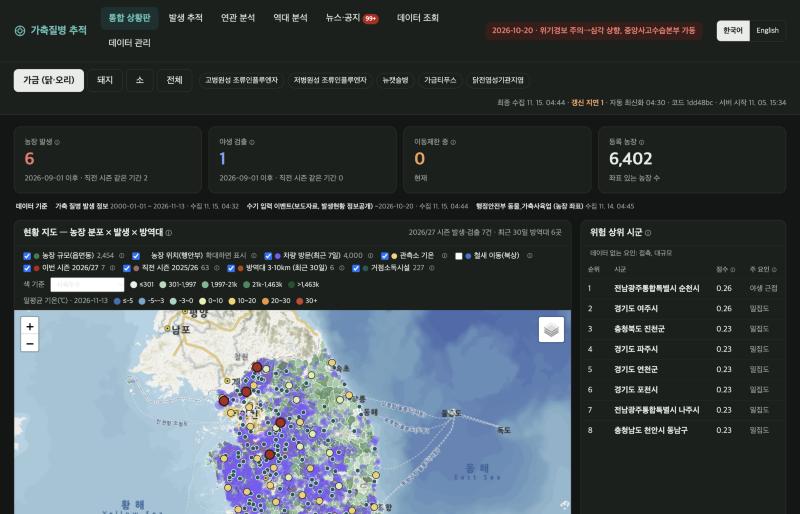 가축질병 추적
통합 상황판 발생 추적 연관 분석 역대 분석 뉴스·공지 99+ 데이터 조회
데이터 관리
2026-10-20 · 위기경보 주의→심각 상향, 중앙사고수습본부 가동
한국어 English
가금 (닭·오리) 돼지 소 전체 고병원성 조류인플루엔자 저병원성 조류인플루엔자 뉴캣슬병 가금티푸스 닭전염성기관지염
최종 수집 11. 15. 04:44 · 갱신 지연 1 · 자동 최신화 04:30 · 코드 1dd48bc · 서버 시작 11. 05. 15:34
농장 발생
6
2026-09-01 이후 · 직전 시즌 같은 기간 2
야생 검출
1
2026-09-01 이후 · 직전 시즌 같은 기간 0
이동제한 중
0
현재
등록 농장
6,402
좌표 있는 농장 수
데이터 기준 가축 질병 발생 정보 2000-01-01 ~ 2026-11-13 · 수집 11. 15. 04:32 수기 입력 이벤트(보도자료, 발생현황 정보공개) ~2026-10-20 · 수집 11. 15. 04:44 행정안전부 동물_가축사육업 (농장 좌표) 수집 11. 14. 04:45
현황 지도 — 농장 분포 × 발생 × 방역대
2026/27 시즌 발생·검출 7건 · 최근 30일 방역대 6곳
농장 규모(읍면동) 2,454 농장 위치(행안부) 확대하면 표시 차량 방문(최근 7일) 4,000 관측소 기온 철새 이동(북상)
이번 시즌 2026/27 7 직전 시즌 2025/26 63 방역대 3·10km (최근 30일) 6 거점소독시설 227
색 기준 ≤301 301–1,997 1,997–21k 21k–1,463k >1,463k
일평균 기온(℃) · 2026-11-13 ≤-5 -5~-3 -3~0 0~10 10~20 20~30 30+
+
−
평양
남포
속초
동해
울릉도
독도
동 해
East Sea
황 해
Yellow Sea
위험 상위 시군
데이터 없는 요인: 접촉, 대규모
순위 시군 점수 주 요인
1 전남광주통합특별시 순천시 0.26 야생 근접
2 경기도 여주시 0.26 밀집도
3 충청북도 진천군 0.23 밀집도
4 경기도 파주시 0.23 밀집도
5 경기도 연천군 0.23 밀집도
6 경기도 포천시 0.23 밀집도
7 전남광주통합특별시 나주시 0.23 밀집도
8 충청남도 천안시 동남구 0.23 밀집도